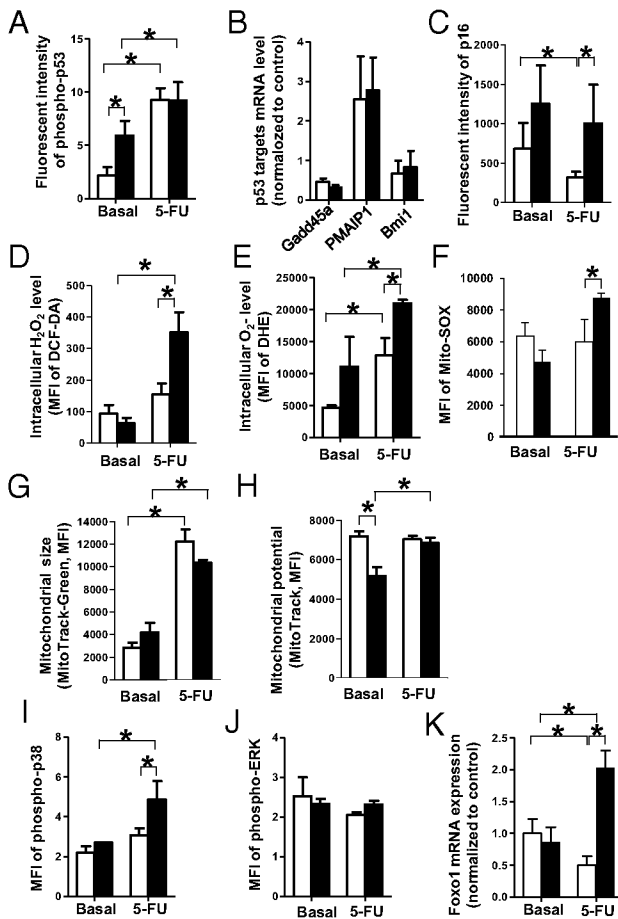 A
Fluorescent intensity
of phospho-p53
12
10
8
6
4
2
0
*
*
*
Basal
5-FU
B
p53 targets mRNA level
(normalozed to control)
5
4
3
2
1
0
Gadd45a
PMAIP1
Bmi1
C
Fluorescent intensity of p16
2000
1500
1000
500
0
*
*
Basal
5-FU
D
Intracellular H2O2 level
(MFI of DCF-DA)
500
400
300
200
100
0
*
*
Basal
5-FU
E
Intracellular O2- level
(MFI of DHE)
25000
20000
15000
10000
5000
0
*
*
*
Basal
5-FU
F
MFI of Mito-SOX
10000
8000
6000
4000
2000
0
*
Basal
5-FU
G
Mitochondrial size
(MitoTrack-Green, MFI)
12000
10000
8000
6000
4000
2000
0
*
*
Basal
5-FU
H
Mitochondrial potential
(MitoTrack, MFI)
8000
6000
4000
2000
0
*
*
Basal
5-FU
I
MFI of phospho-p38
8
6
4
2
0
*
*
Basal
5-FU
J
MFI of phospho-ERK
4
3
2
1
0
Basal
5-FU
K
Foxo1 mRNA expression
(normalized to control)
2.5
2.0
1.5
1.0
0.5
0.0
*
*
*
Basal
5-FU